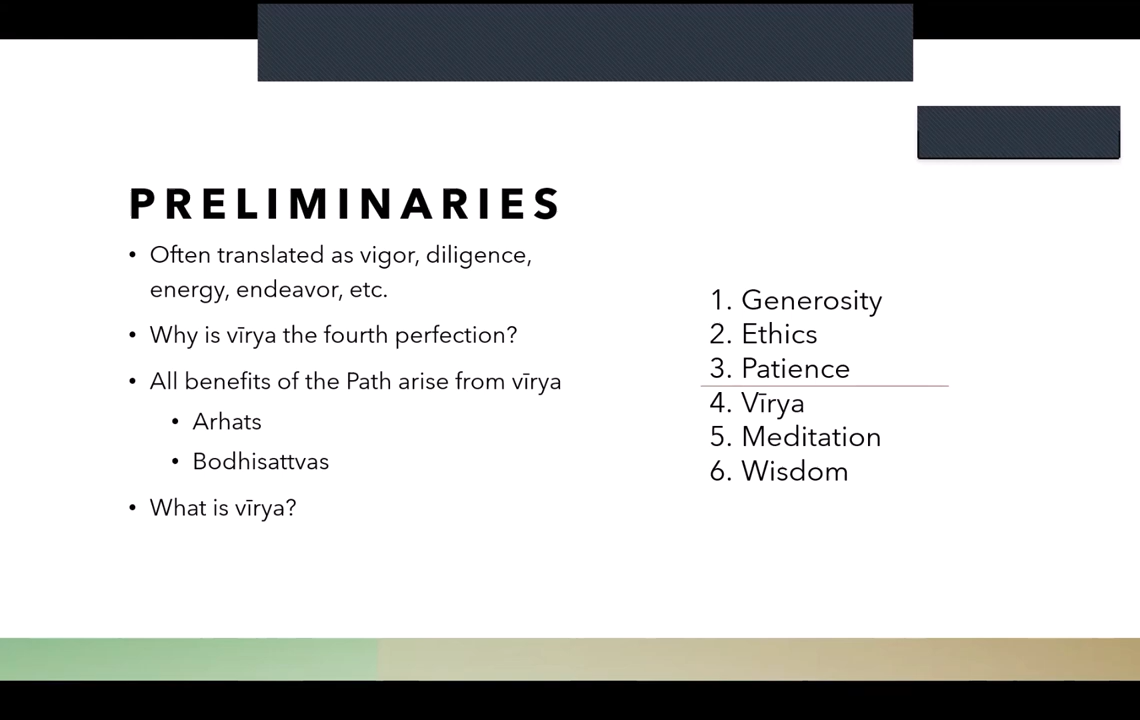 PRELIMINARIES
• Often translated as vigor, diligence,
energy, endeavor, etc.
• Why is vīrya the fourth perfection?
• All benefits of the Path arise from vīrya
• Arhats
• Bodhisattvas
• What is vīrya?
1. Generosity
2. Ethics
3. Patience
4. Vīrya
5. Meditation
6. Wisdom